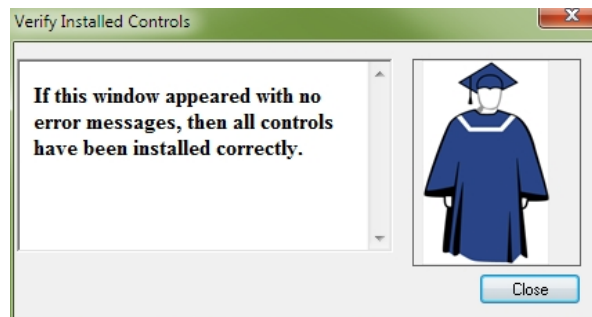 Verify Installed Controls
If this window appeared with no
error messages, then all controls
have been installed correctly.
Close